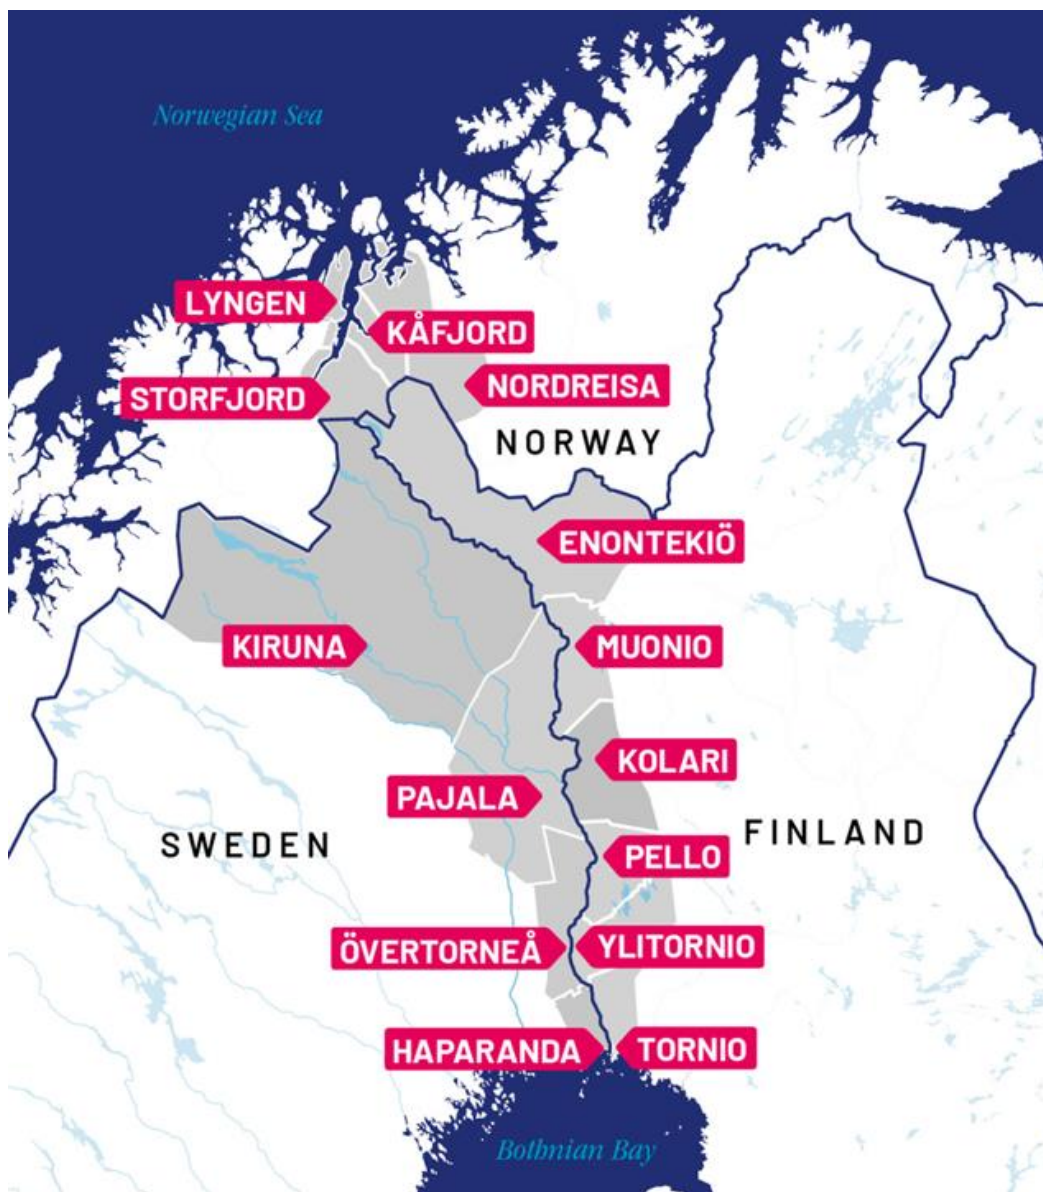 Norwegian Sea
LYNGEN
KÅFJORD
STORFJORD
NORDREISA
NORWAY
ENONTEKIÖ
KIRUNA
MUONIO
KOLARI
PAJALA
SWEDEN
FINLAND
PELLO
ÖVERTORNEÅ
YLITORNIO
HAPARANDA
TORNIO
Bothnian Bay